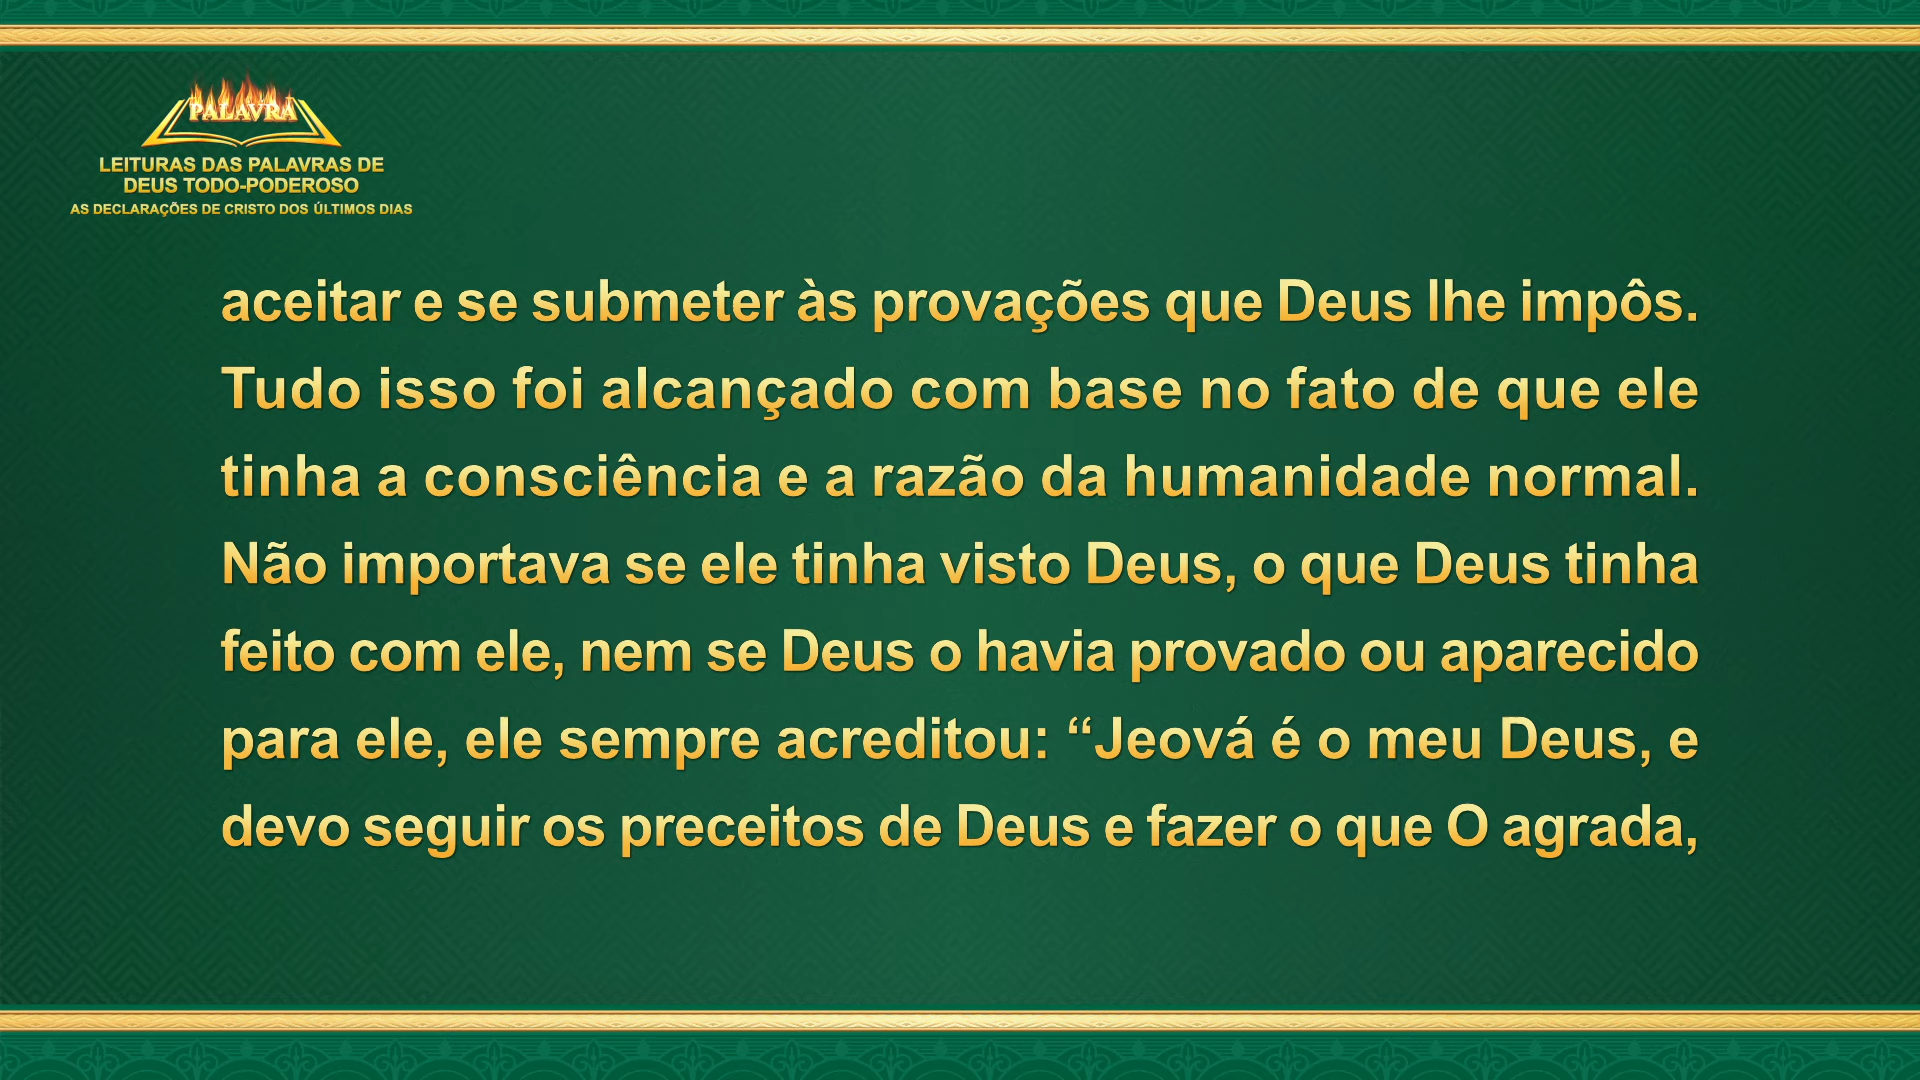 PALAVRA
LEITURAS DAS PALAVRAS DE
DEUS TODO-PODEROSO
AS DECLARAÇÕES DE CRISTO DOS ÚLTIMOS DIAS
aceitar e se submeter às provações que Deus lhe impôs.
Tudo isso foi alcançado com base no fato de que ele
tinha a consciência e a razão da humanidade normal.
Não importava se ele tinha visto Deus, o que Deus tinha
feito com ele, nem se Deus o havia provado ou aparecido
para ele, ele sempre acreditou: “Jeová é o meu Deus, e
devo seguir os preceitos de Deus e fazer o que O agrada,